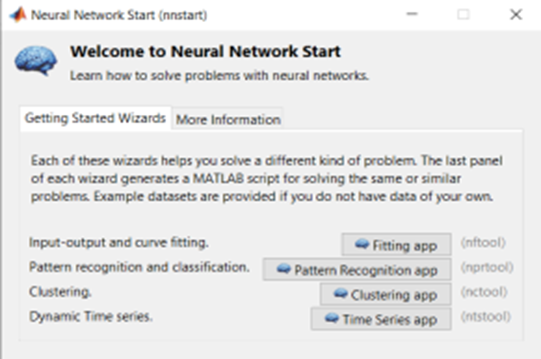 Neural Network Start (nnstart)
Welcome to Neural Network Start
Learn how to solve problems with neural networks.
Getting Started Wizards More Information
Each of these wizards helps you solve a different kind of problem. The last panel
of each wizard generates a MATLAB script for solving the same or similar
problems. Example datasets are provided if you do not have data of your own.
Input-output and curve fitting. Fitting app (nftool)
Pattern recognition and classification. Pattern Recognition app (nprtool)
Clustering. Clustering app (nctool)
Dynamic Time series. Time Series app (ntstool)